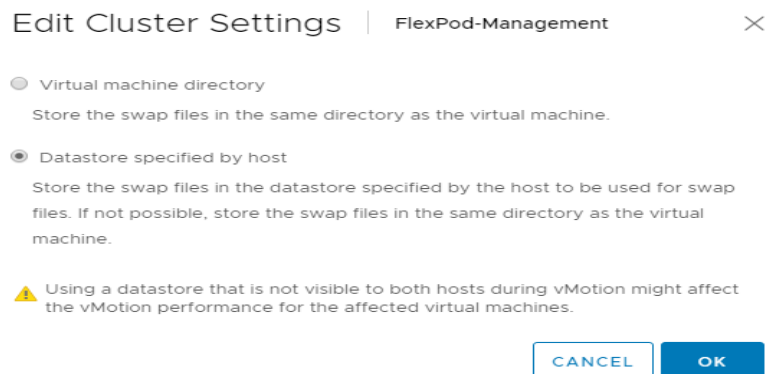 Edit Cluster Settings FlexPod-Management
Virtual machine directory
Store the swap files in the same directory as the virtual machine.
Datastore specified by host
Store the swap files in the datastore specified by the host to be used for swap
files. If not possible, store the swap files in the same directory as the virtual
machine.
Using a datastore that is not visible to both hosts during vMotion might affect
the vMotion performance for the affected virtual machines.
CANCEL OK